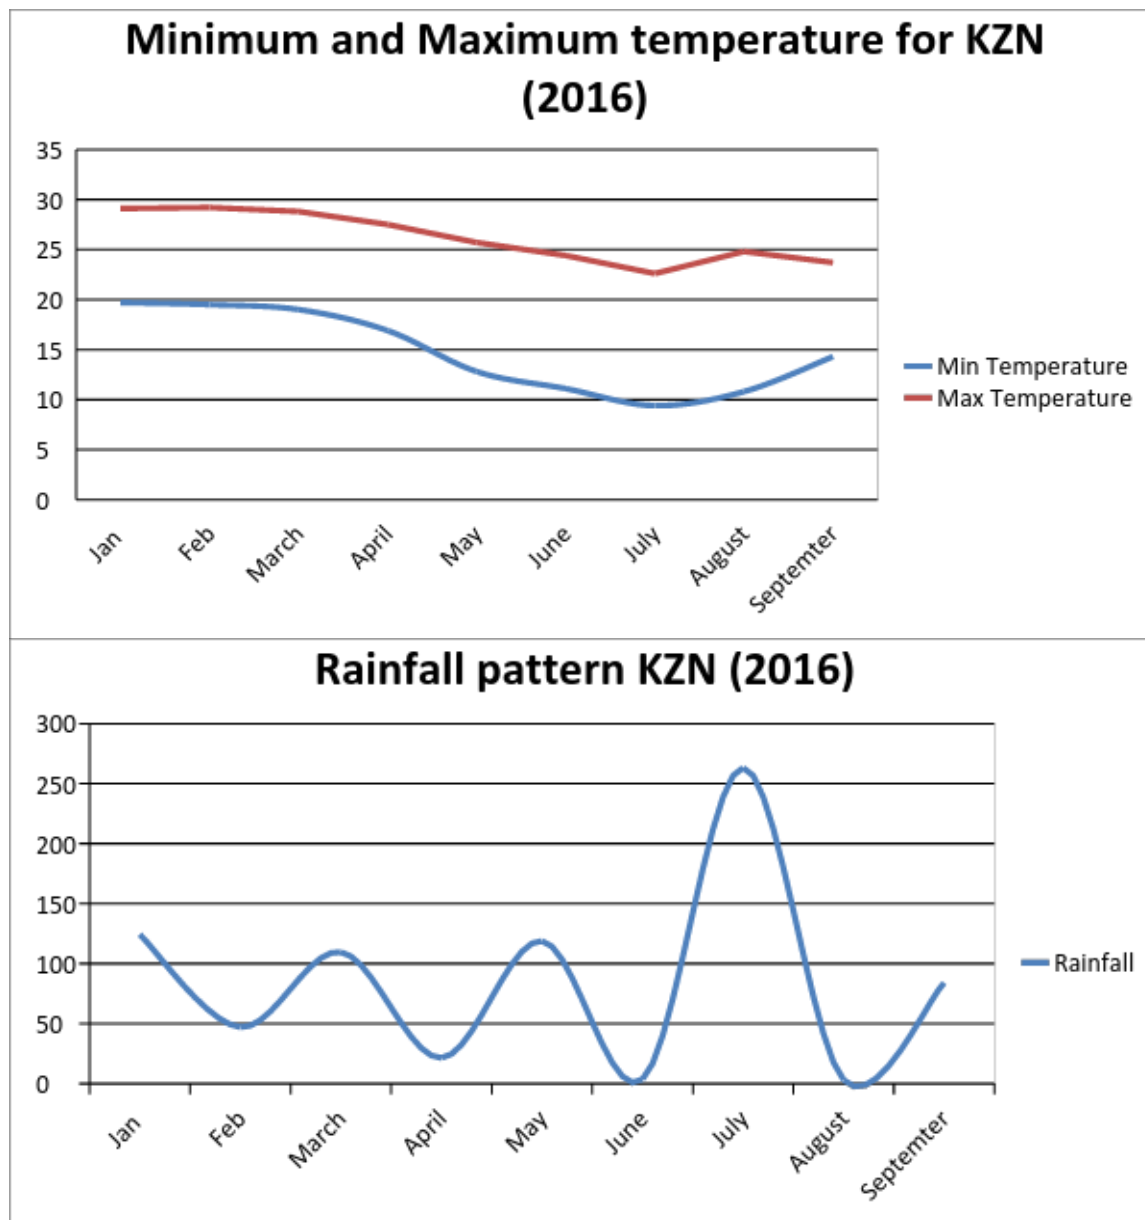 Minimum and Maximum temperature for KZN
(2016)
35
30
25
20
15
10
5
0
Jan
Feb
March
April
May
June
July
August
Septemter
Min Temperature
Max Temperature
Rainfall pattern KZN (2016)
300
250
200
150
100
50
0
Jan
Feb
March
April
May
June
July
August
Septemter
Rainfall